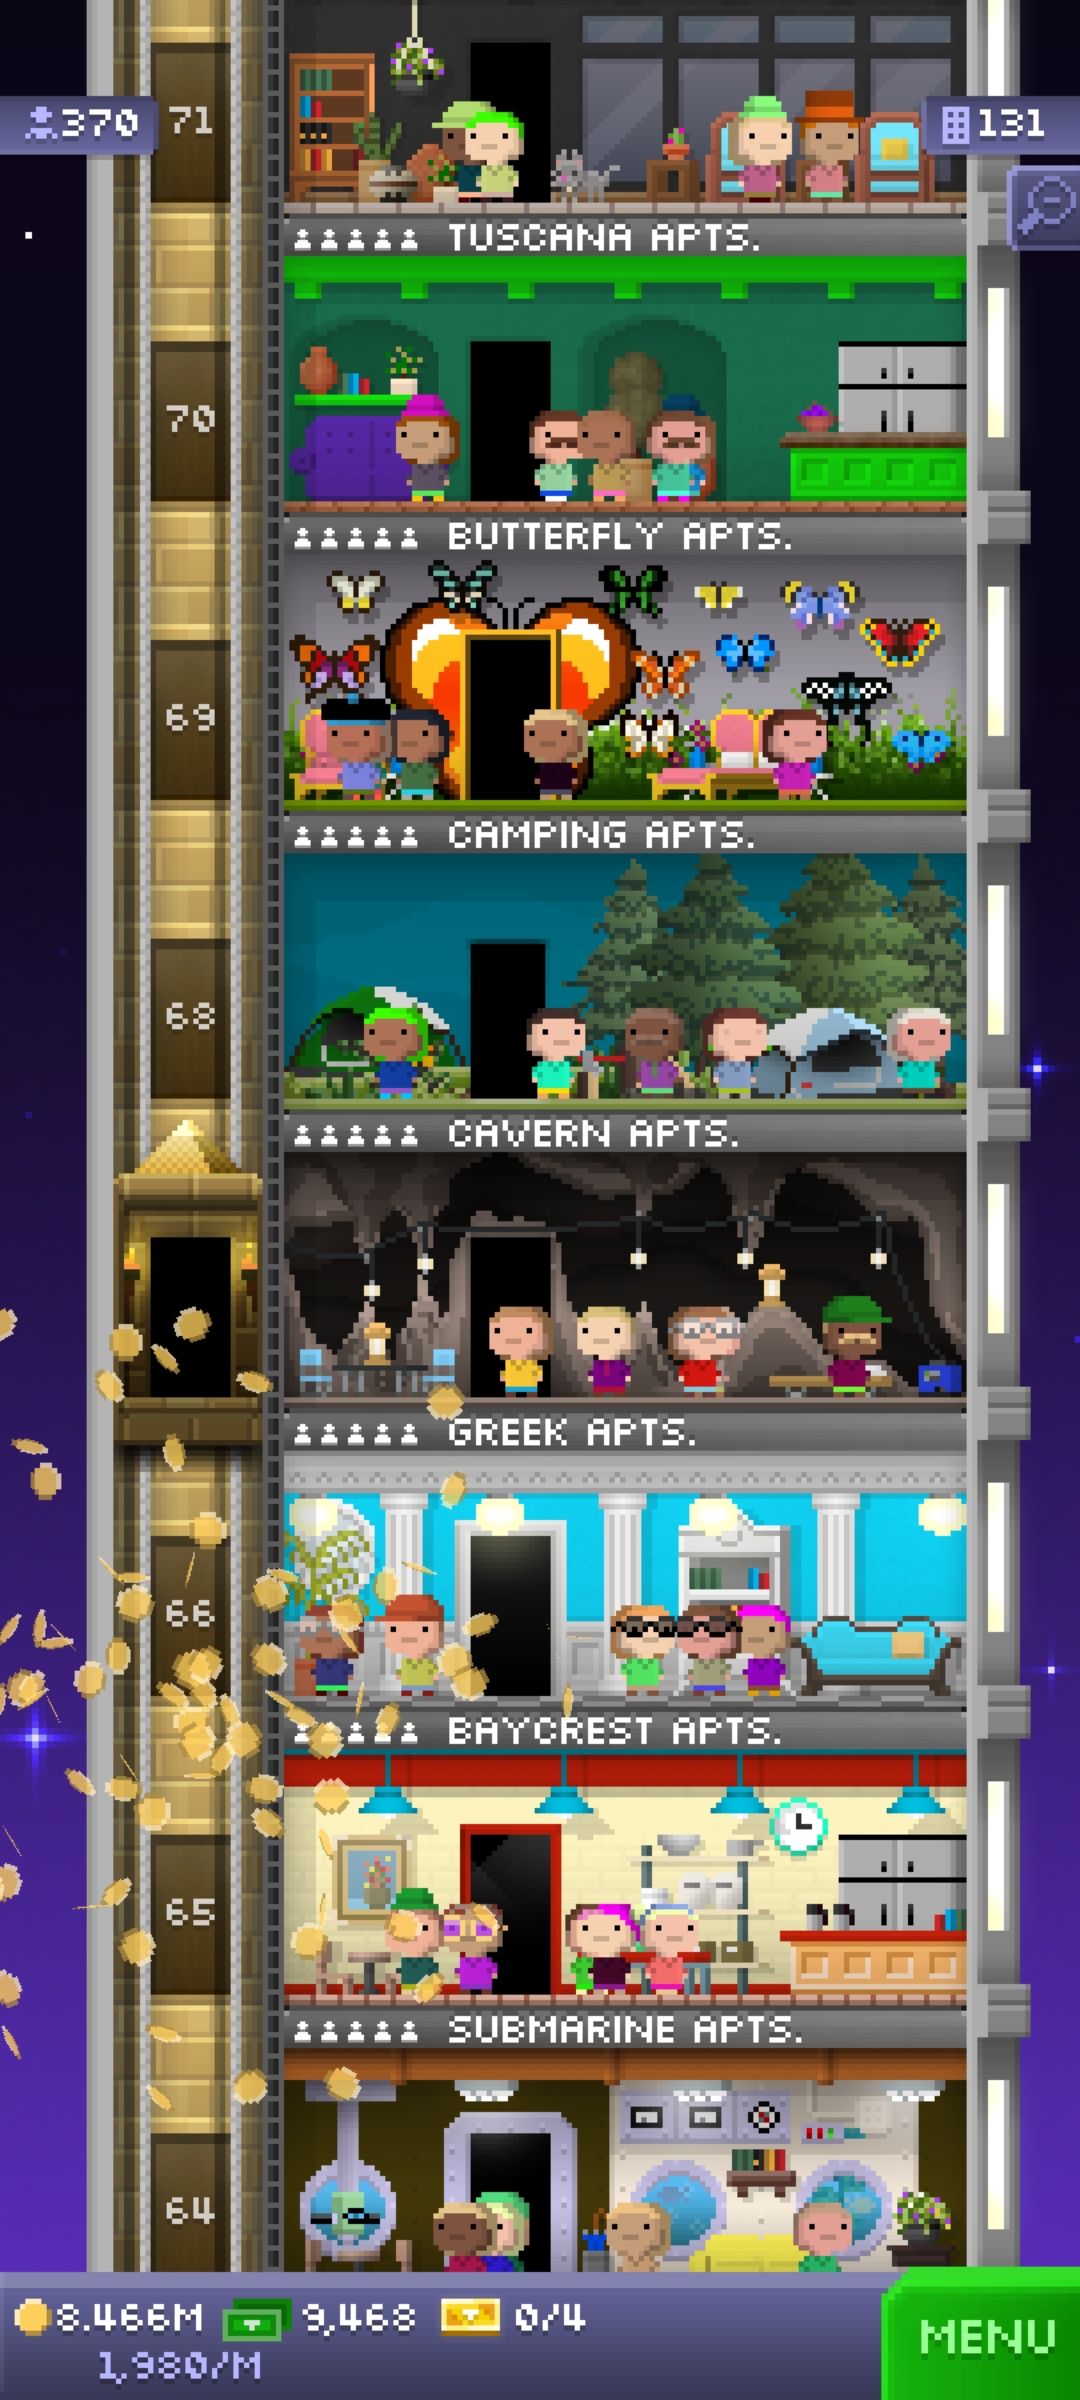 370
71
131
TUSCANA APTS.
70
BUTTERFLY APTS.
69
CAMPING APTS.
68
CAVERN APTS.
GREEK APTS.
66
BAYCREST APTS.
65
SUBMARINE APTS.
64
8.466M 9,468 0/4
1,980/M
MENU